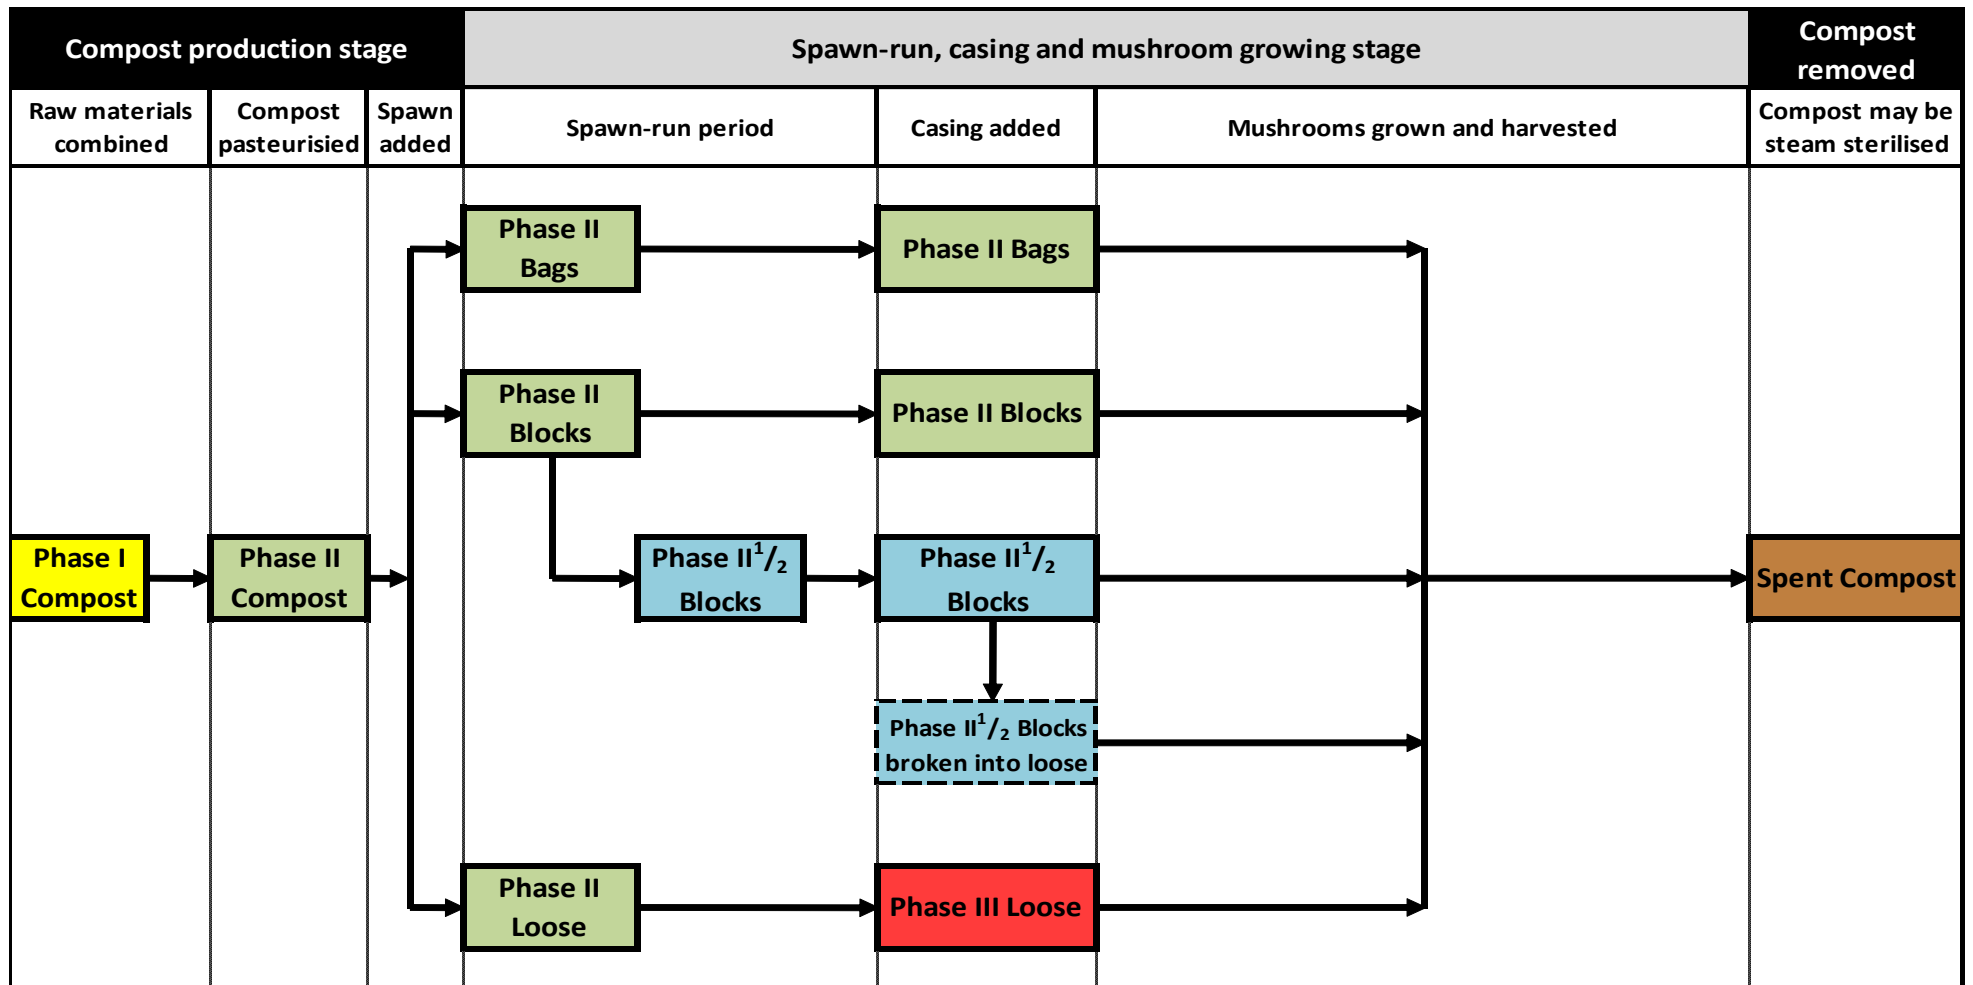 Compost production stage
Spawn-run, casing and mushroom growing stage
Compost
removed
Raw materials
combined
Compost
pasteurisied
Spawn
added
Spawn-run period
Casing added
Mushrooms grown and harvested
Compost may be
steam sterilised
Phase II
Bags
Phase II Bags
Phase II
Blocks
Phase II Blocks
Phase I
Compost
Phase II
Compost
Phase II¹/₂
Blocks
Phase II¹/₂
Blocks
Spent Compost
Phase II¹/₂ Blocks
broken into loose
Phase II
Loose
Phase III Loose